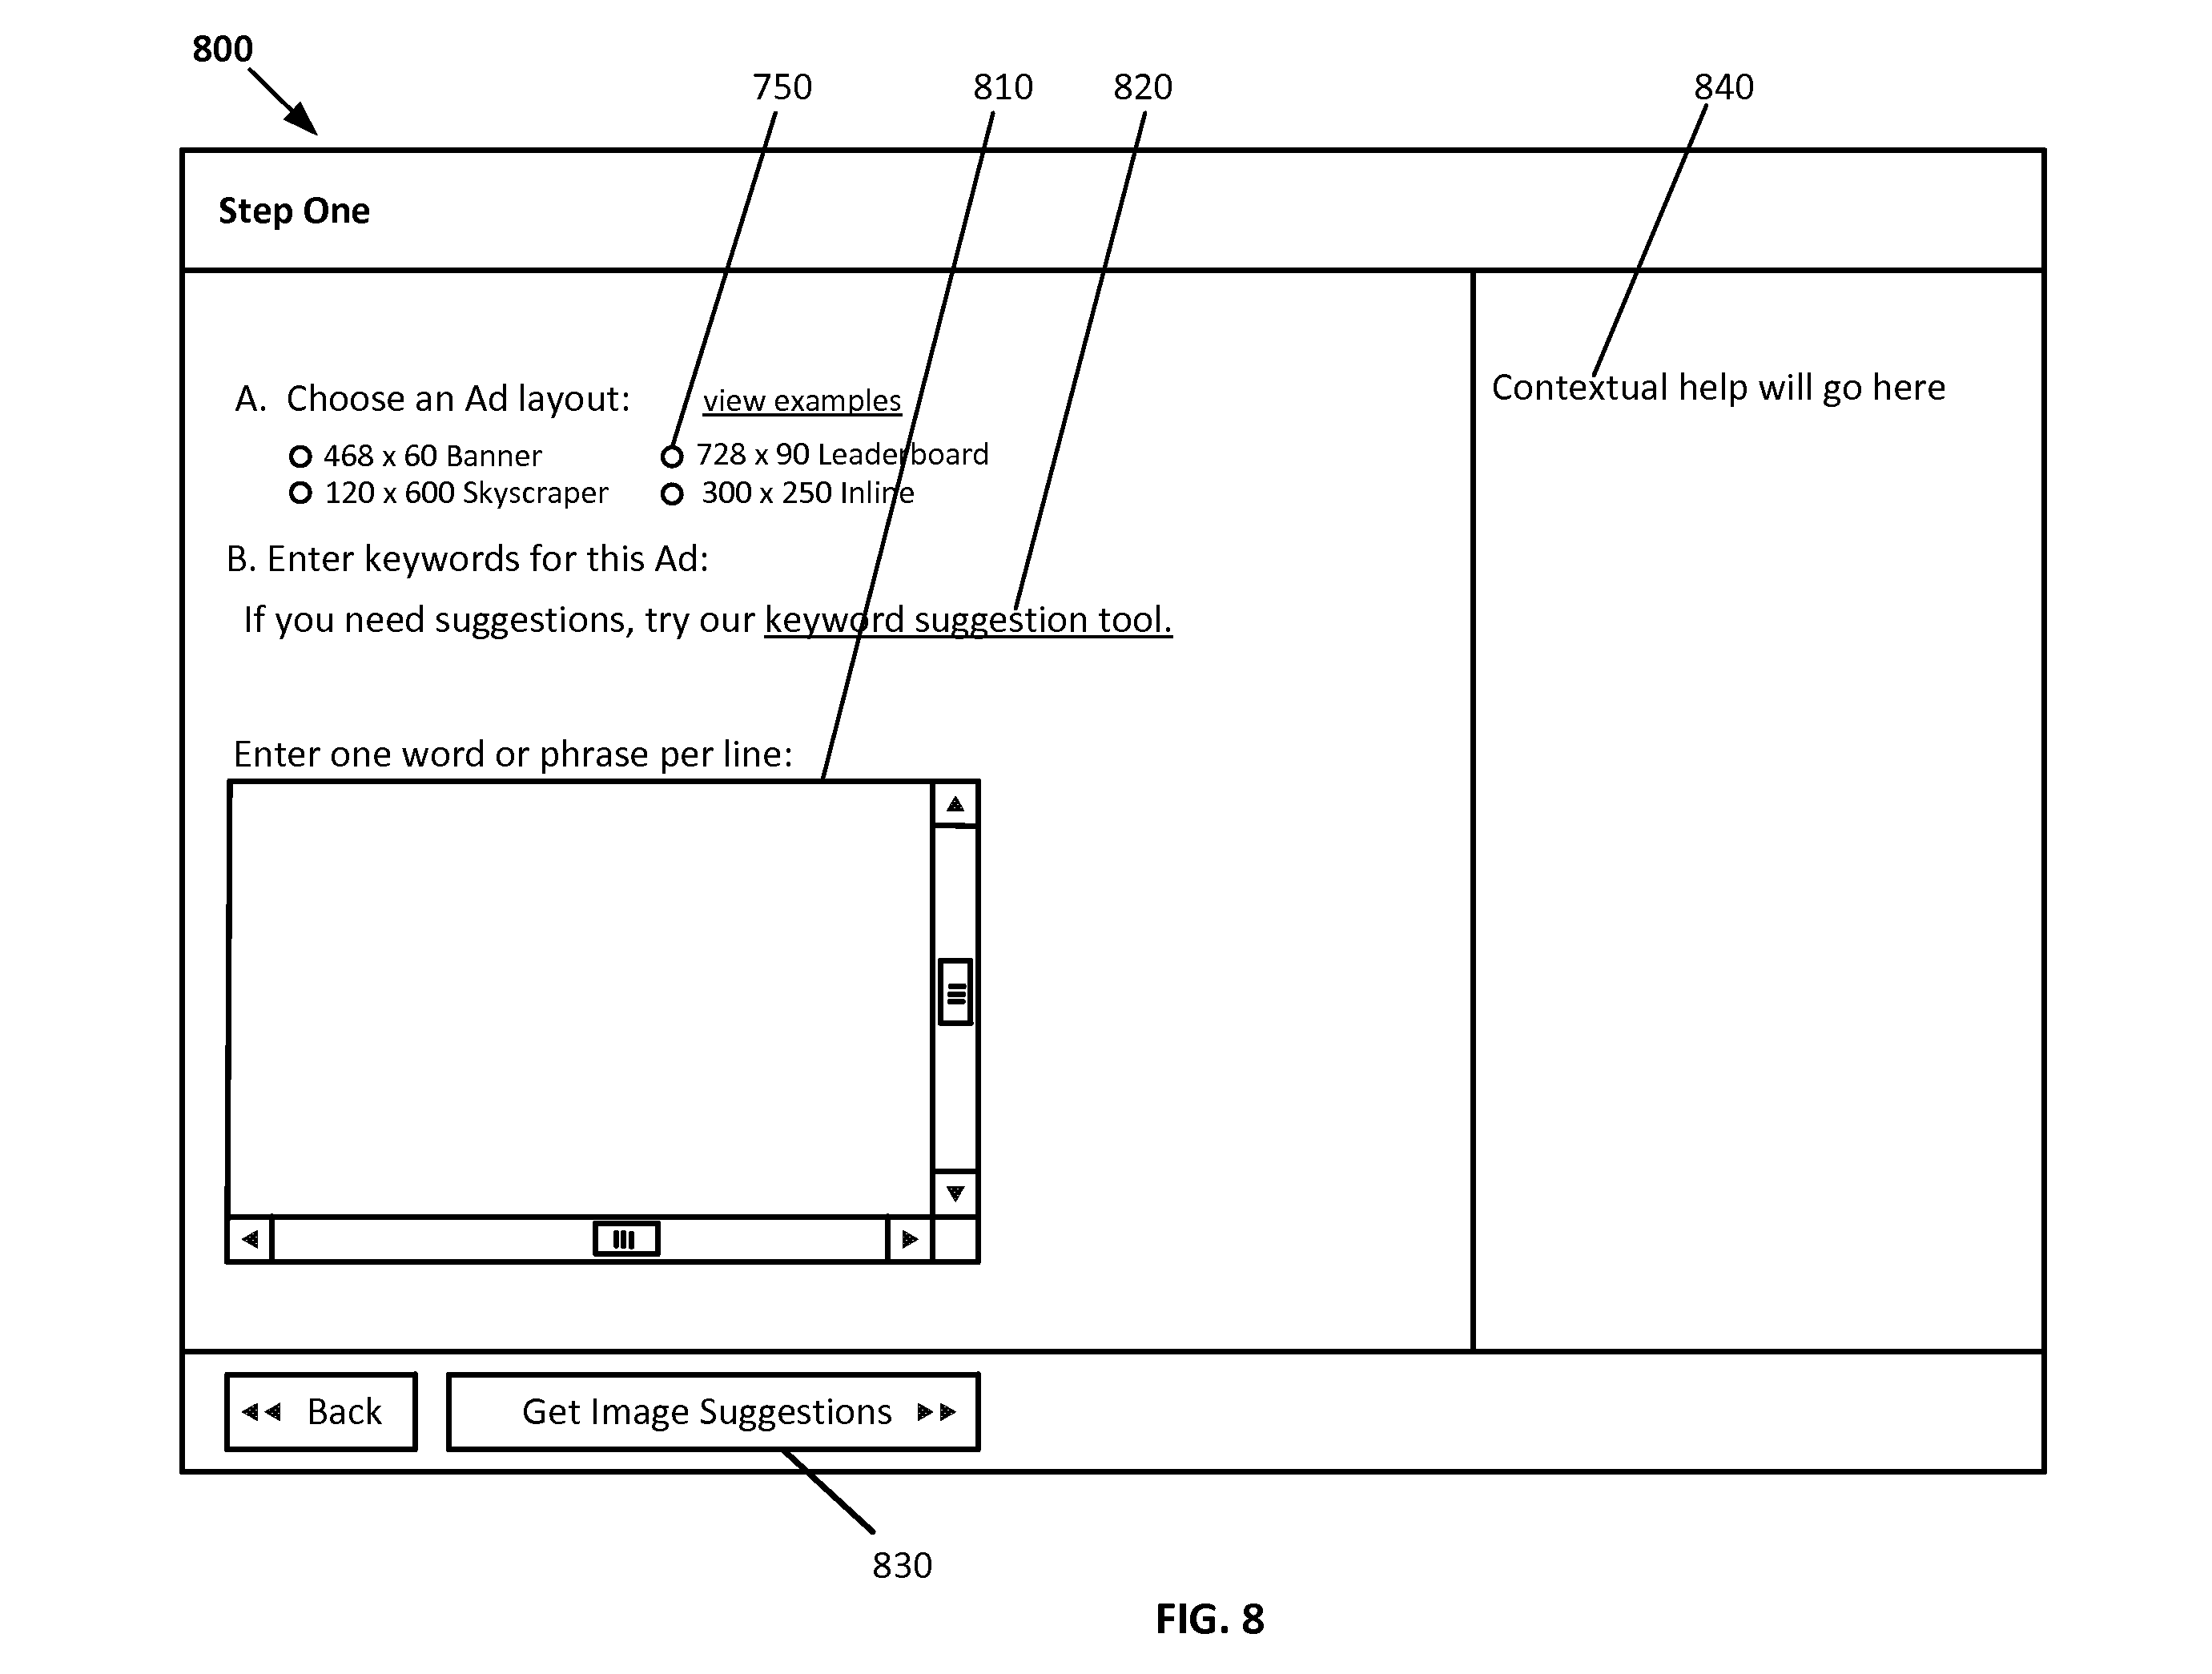 800
750 810 820 840
Step One
A. Choose an Ad layout: view examples
468 x 60 Banner 728 x 90 Leaderboard
120 x 600 Skyscraper 300 x 250 Inline
B. Enter keywords for this Ad:
If you need suggestions, try our keyword suggestion tool.
Enter one word or phrase per line:
Contextual help will go here
Back Get Image Suggestions
830
FIG. 8